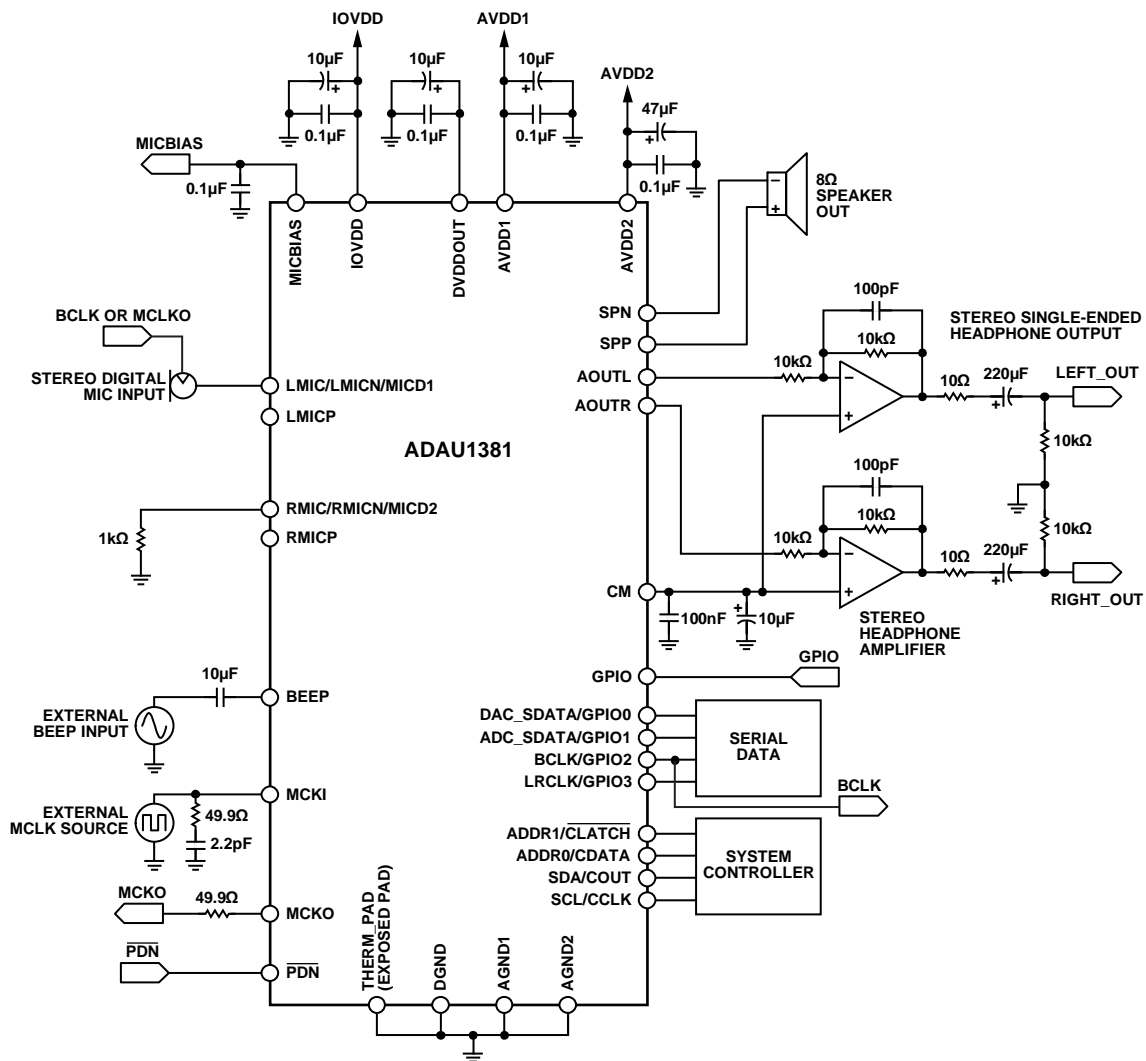 IOVDD
AVDD1
AVDD2
10µF
10µF
10µF
47µF
+
+
+
+
0.1µF
0.1µF
0.1µF
0.1µF
MICBIAS
0.1µF
8Ω
SPEAKER
OUT
−
+
MICBIAS
IOVDD
DVDDOUT
AVDD1
AVDD2
BCLK OR MCLKO
STEREO DIGITAL
MIC INPUT
LMIC/LMICN/MICD1
LMICP
ADAU1381
RMIC/RMICN/MICD2
RMICP
1kΩ
SPN
SPP
AOUTL
AOUTR
100pF
10kΩ
10kΩ
−
+
STEREO SINGLE-ENDED
HEADPHONE OUTPUT
10Ω
220µF
+
LEFT_OUT
10kΩ
100pF
10kΩ
10kΩ
−
+
10kΩ
10Ω
220µF
+
RIGHT_OUT
CM
100nF
+
10µF
STEREO
HEADPHONE
AMPLIFIER
GPIO
GPIO
10µF
BEEP
EXTERNAL
BEEP INPUT
DAC_SDATA/GPIO0
ADC_SDATA/GPIO1
BCLK/GPIO2
LRCLK/GPIO3
SERIAL
DATA
BCLK
MCKI
EXTERNAL
MCLK SOURCE
49.9Ω
2.2pF
ADDR1/CLATCH
ADDR0/CDATA
SDA/COUT
SCL/CCLK
SYSTEM
CONTROLLER
MCKO
49.9Ω
MCKO
PDN
PDN
THERM_PAD
(EXPOSED PAD)
DGND
AGND1
AGND2